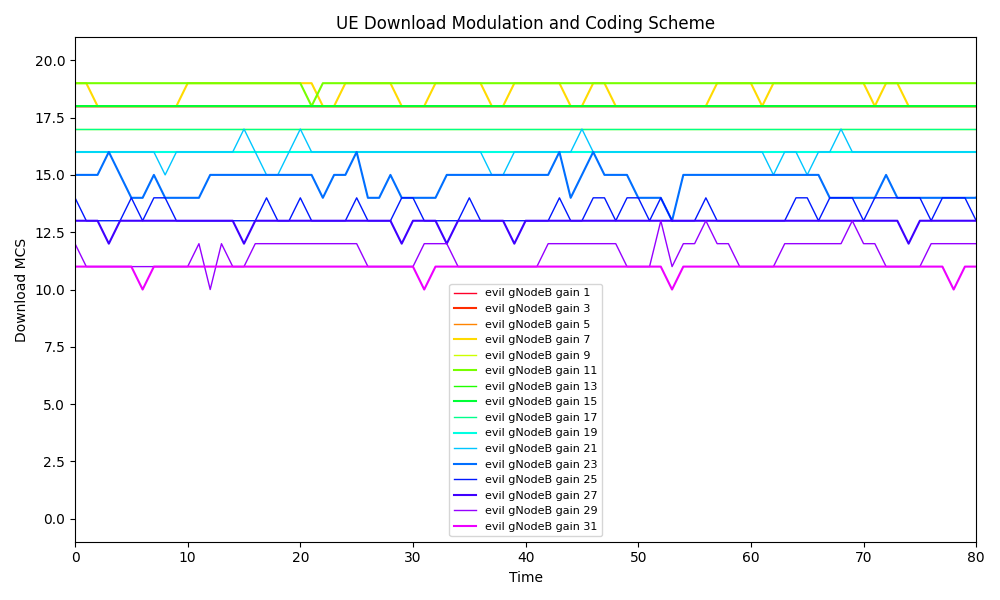 UE Download Modulation and Coding Scheme
Download MCS
20.0
17.5
15.0
12.5
10.0
7.5
5.0
2.5
0.0
evil gNodeB gain 1
evil gNodeB gain 3
evil gNodeB gain 5
evil gNodeB gain 7
evil gNodeB gain 9
evil gNodeB gain 11
evil gNodeB gain 13
evil gNodeB gain 15
evil gNodeB gain 17
evil gNodeB gain 19
evil gNodeB gain 21
evil gNodeB gain 23
evil gNodeB gain 25
evil gNodeB gain 27
evil gNodeB gain 29
evil gNodeB gain 31
0 10 20 30 40 50 60 70 80
Time